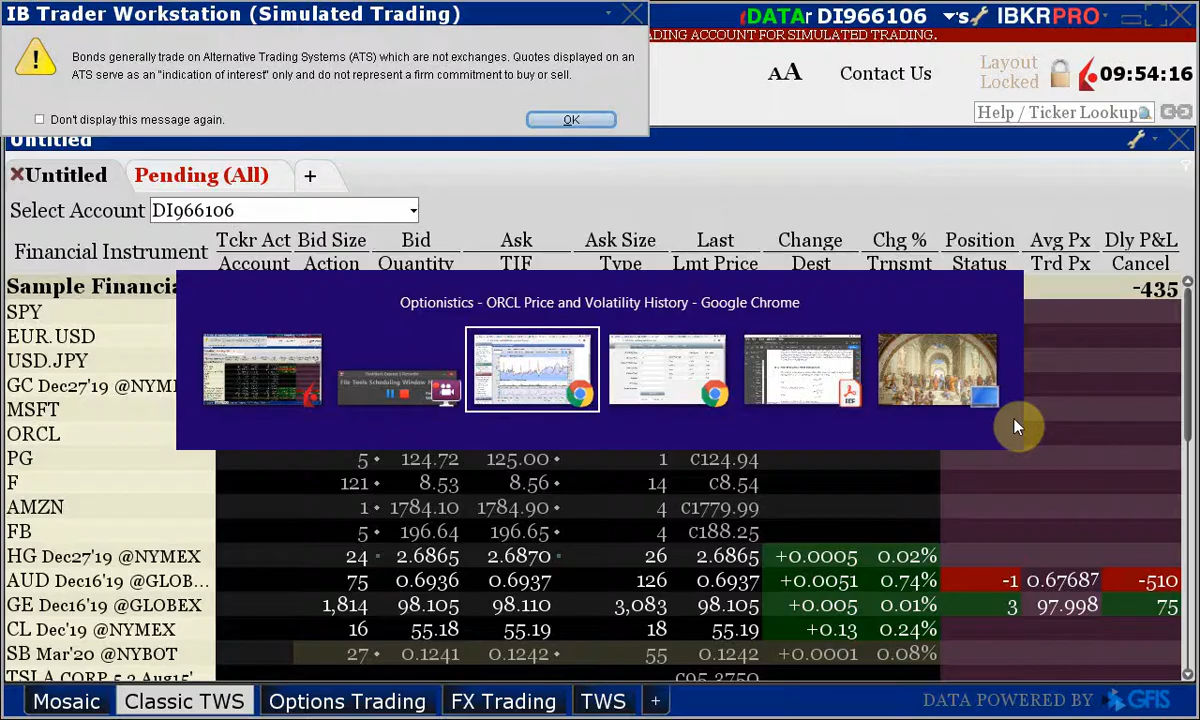 IB Trader Workstation (Simulated Trading)
Bonds generally trade on Alternative Trading Systems (ATS) which are not exchanges. Quotes displayed on an
ATS serve as an "indication of interest" only and do not represent a firm commitment to buy or sell.
Don't display this message again.
OK
DATA DI966106 IBKRPRO
ADING ACCOUNT FOR SIMULATED TRADING.
AA Contact Us Layout Locked 09:54:16
Help / Ticker Lookup
Untitled
Untitled Pending (All) +
Select Account DI966106
Financial Instrument
Tckr Act Bid Size Bid Ask Ask Size Last Change Chg % Position Avg Px Dly P&L
Account Action Quantity TIF Type Lmt Price Dest Trnsmt Status Trd Px Cancel
Sample Financia -435
Optionistics - ORCL Price and Volatility History - Google Chrome
SPY
EUR.USD
USD.JPY
GC Dec27'19 @NYMI
MSFT
ORCL
PG 5 124.72 125.00 1 C124.94
F 121 8.53 8.56 14 C8.54
AMZN 1 1784.10 1784.90 4 C1779.99
FB 5 196.64 196.65 4 C188.25
HG Dec27'19 @NYMEX 24 2.6865 2.6870 26 2.6865 +0.0005 0.02%
AUD Dec16'19 @GLOB... 75 0.6936 0.6937 126 0.6937 +0.0051 0.74% -1 0.67687 -510
GE Dec16'19 @GLOBEX 1,814 98.105 98.110 3,083 98.105 +0.005 0.01% 3 97.998 75
CL Dec'19 @NYMEX 16 55.18 55.19 18 55.19 +0.13 0.24%
SB Mar'20 @NYBOT 27 0.1241 0.1242 55 0.1242 +0.0001 0.08%
TSLA CORP 5.3 Aug15' C95.3750
Mosaic Classic TWS Options Trading FX Trading TWS + DATA POWERED BY GFIS